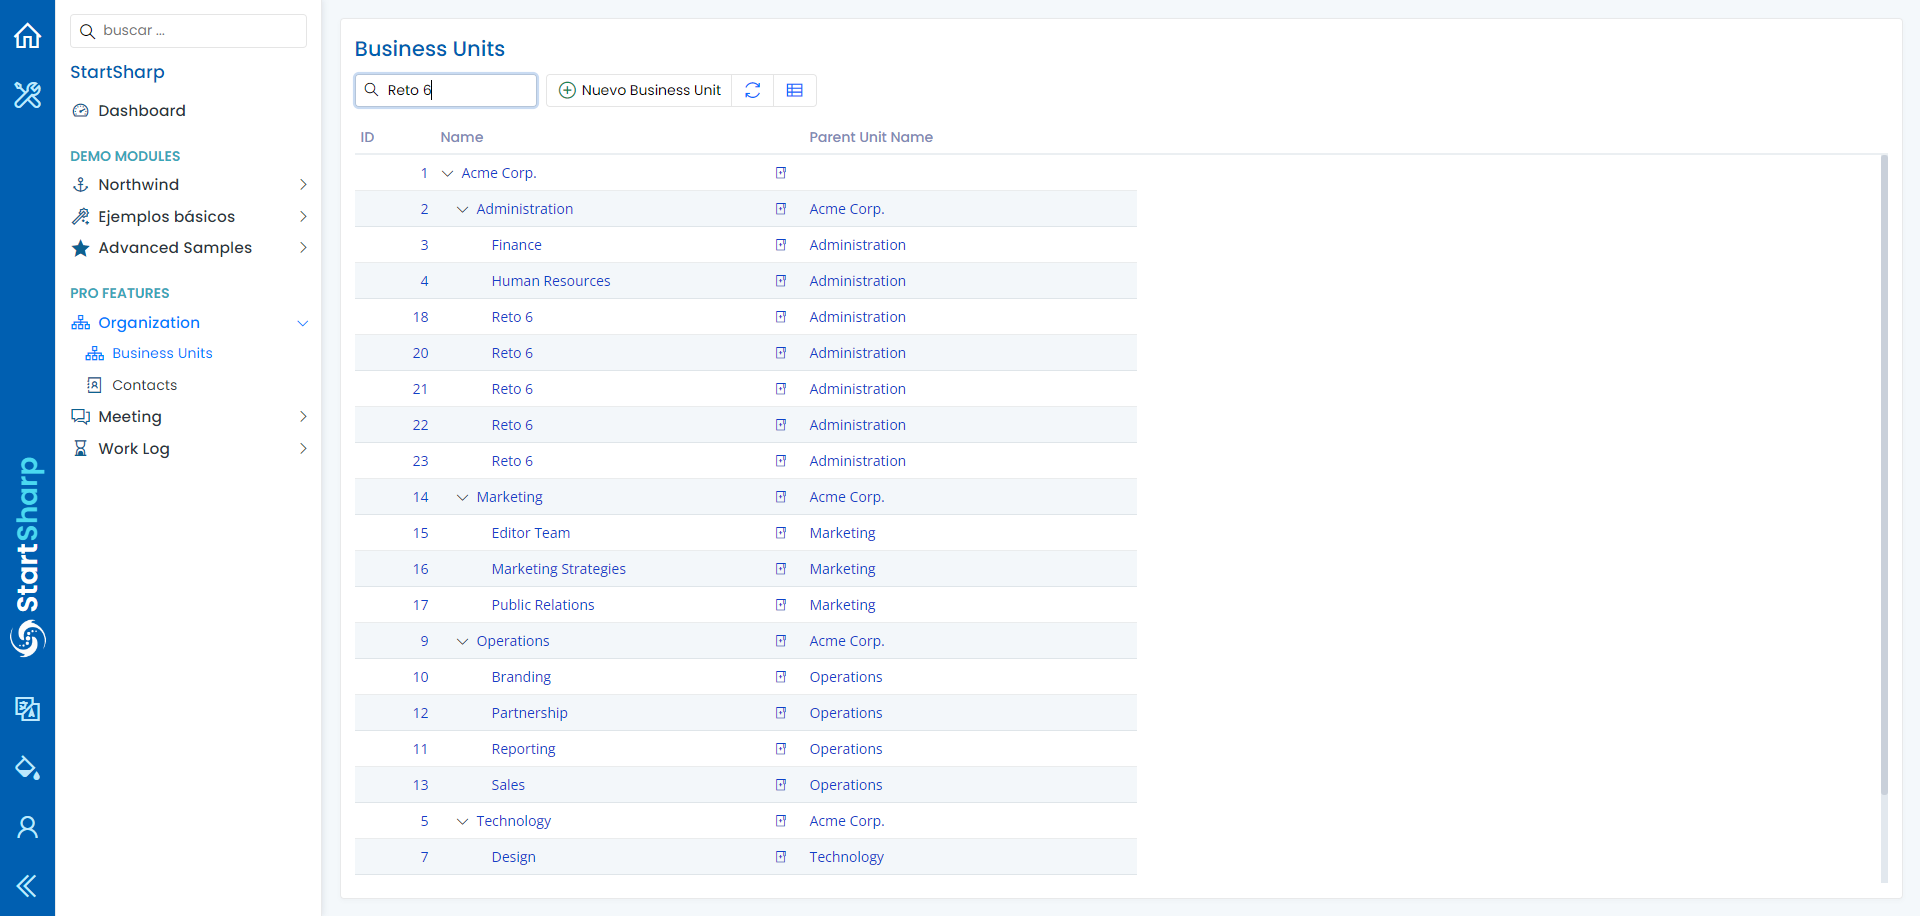 buscar ...
StartSharp
Dashboard
DEMO MODULES
Northwind
Ejemplos básicos
Advanced Samples
PRO FEATURES
Organization
Business Units
Contacts
Meeting
Work Log
StartSharp
Business Units
Reto 6
Nuevo Business Unit
ID Name Parent Unit Name
1 Acme Corp.
2 Administration Acme Corp.
3 Finance Administration
4 Human Resources Administration
18 Reto 6 Administration
20 Reto 6 Administration
21 Reto 6 Administration
22 Reto 6 Administration
23 Reto 6 Administration
14 Marketing Acme Corp.
15 Editor Team Marketing
16 Marketing Strategies Marketing
17 Public Relations Marketing
9 Operations Acme Corp.
10 Branding Operations
12 Partnership Operations
11 Reporting Operations
13 Sales Operations
5 Technology Acme Corp.
7 Design Technology